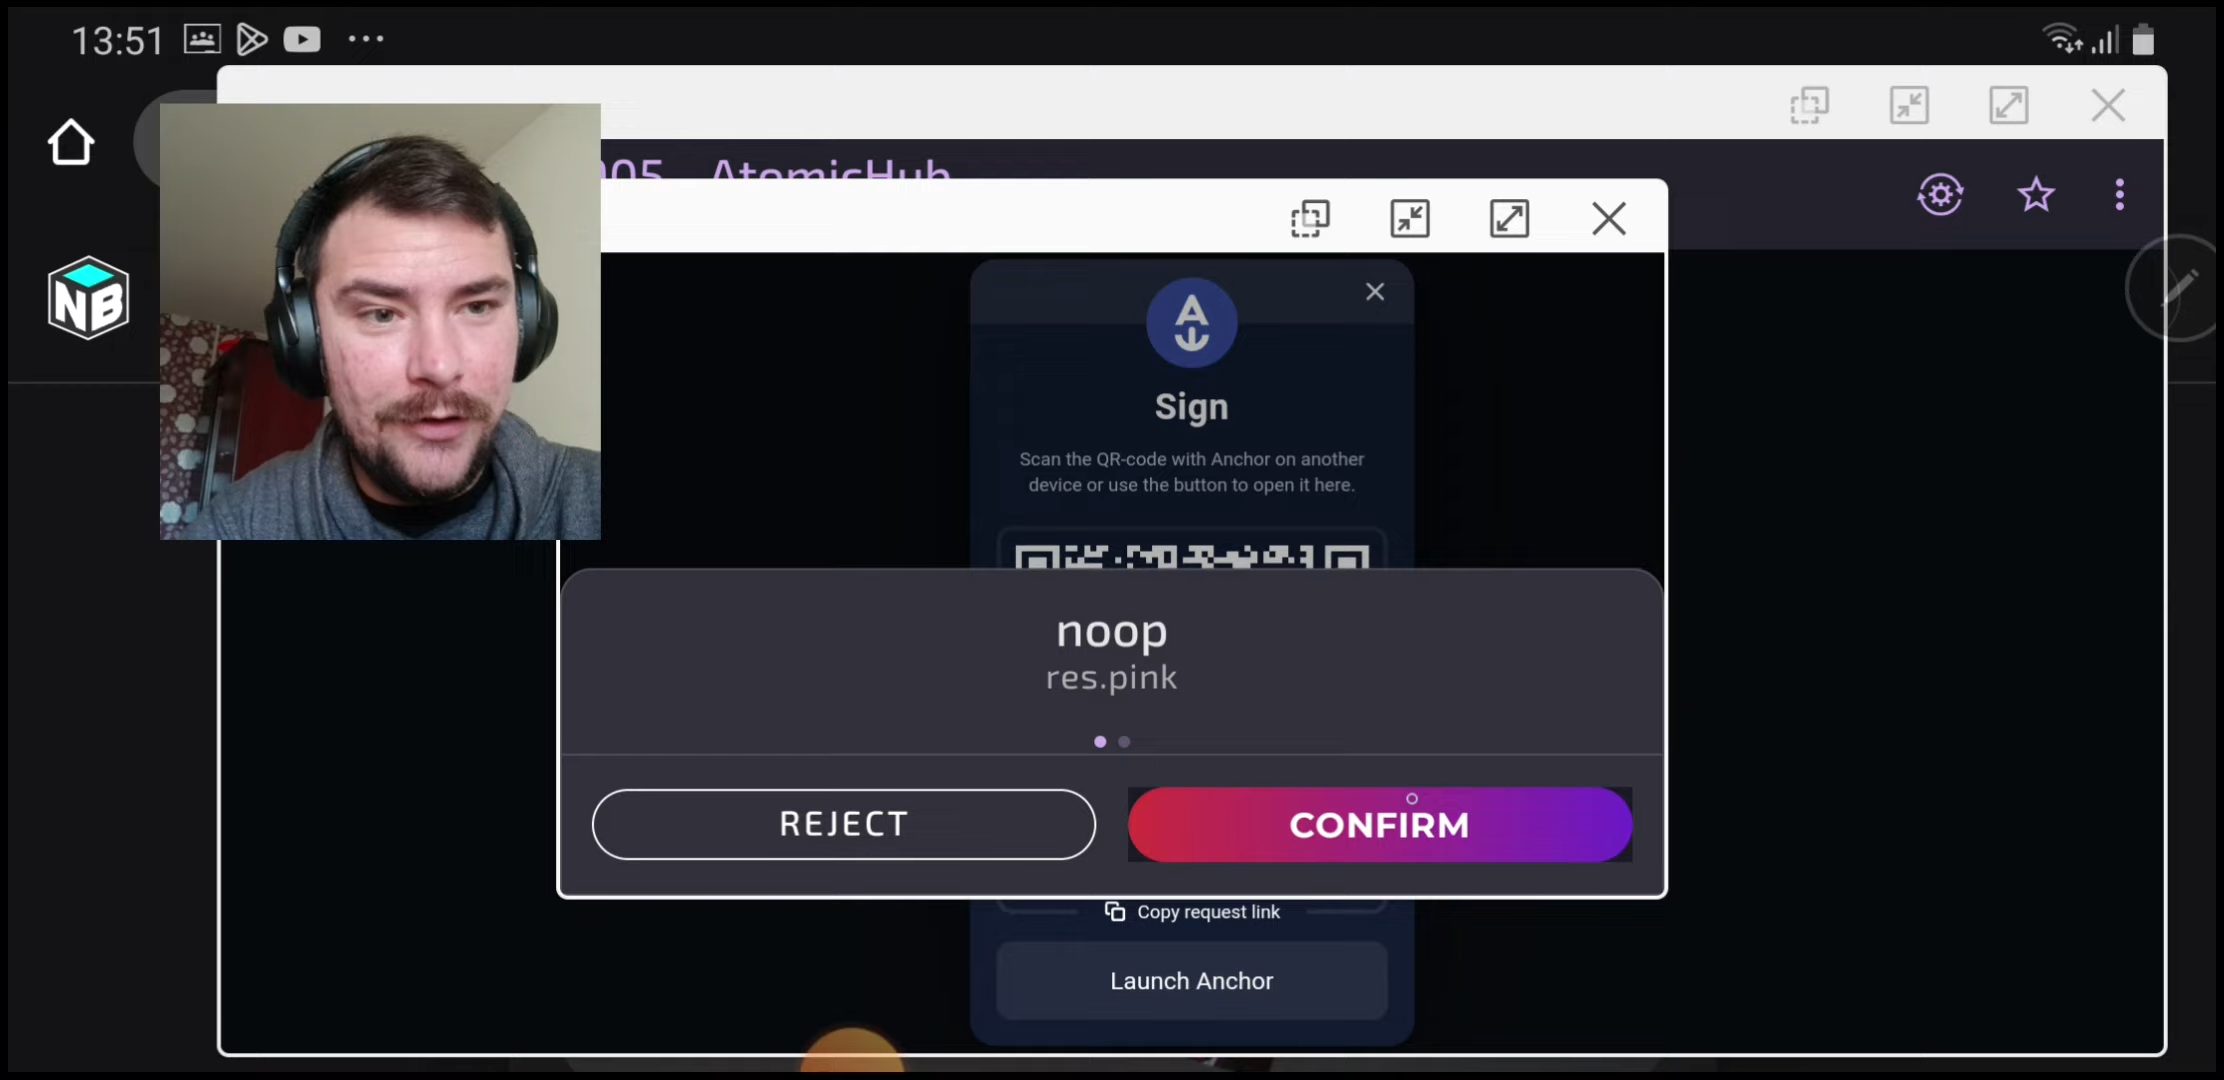 13:51
NB
005 AtomicHub
Sign
Scan the QR-code with Anchor on another
device or use the button to open it here.
noop
res.pink
REJECT
CONFIRM
Copy request link
Launch Anchor